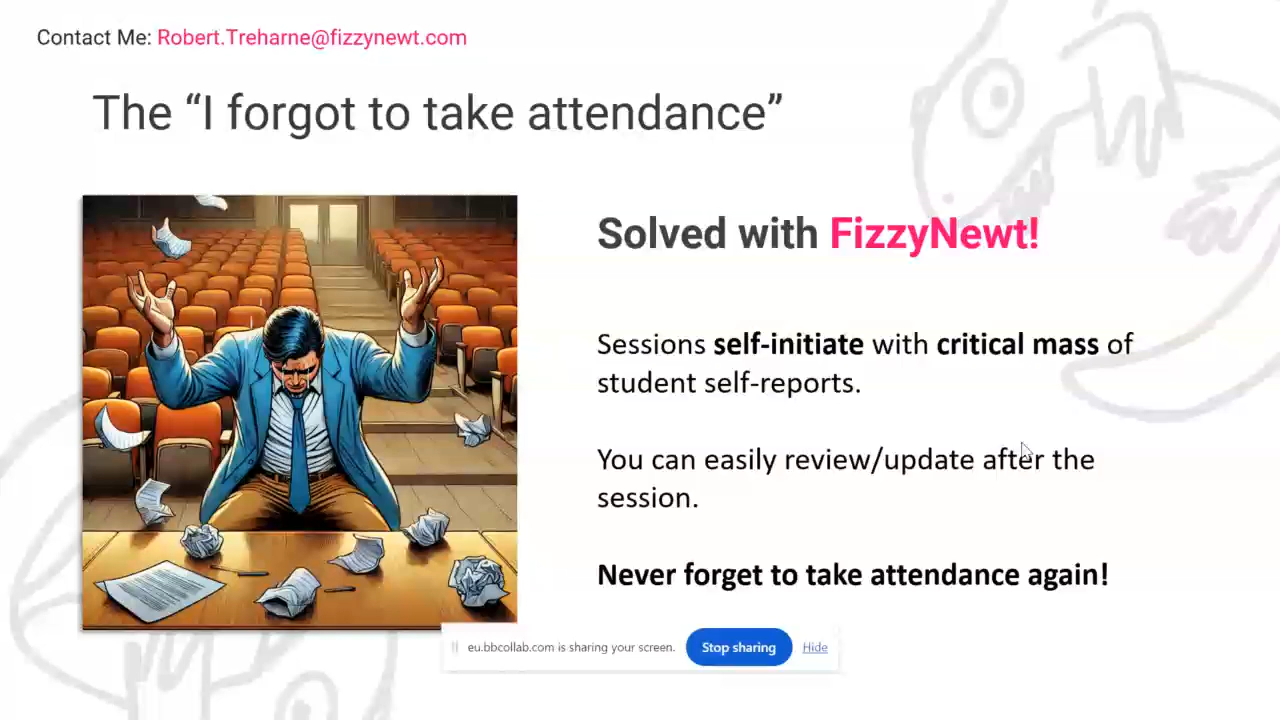 Contact Me: Robert.Treharne@fizzynewt.com
The “I forgot to take attendance”
Solved with FizzyNewt!
Sessions self-initiate with critical mass of
student self-reports.
You can easily review/update after the
session.
Never forget to take attendance again!
eu.bbcollab.com is sharing your screen. Stop sharing Hide